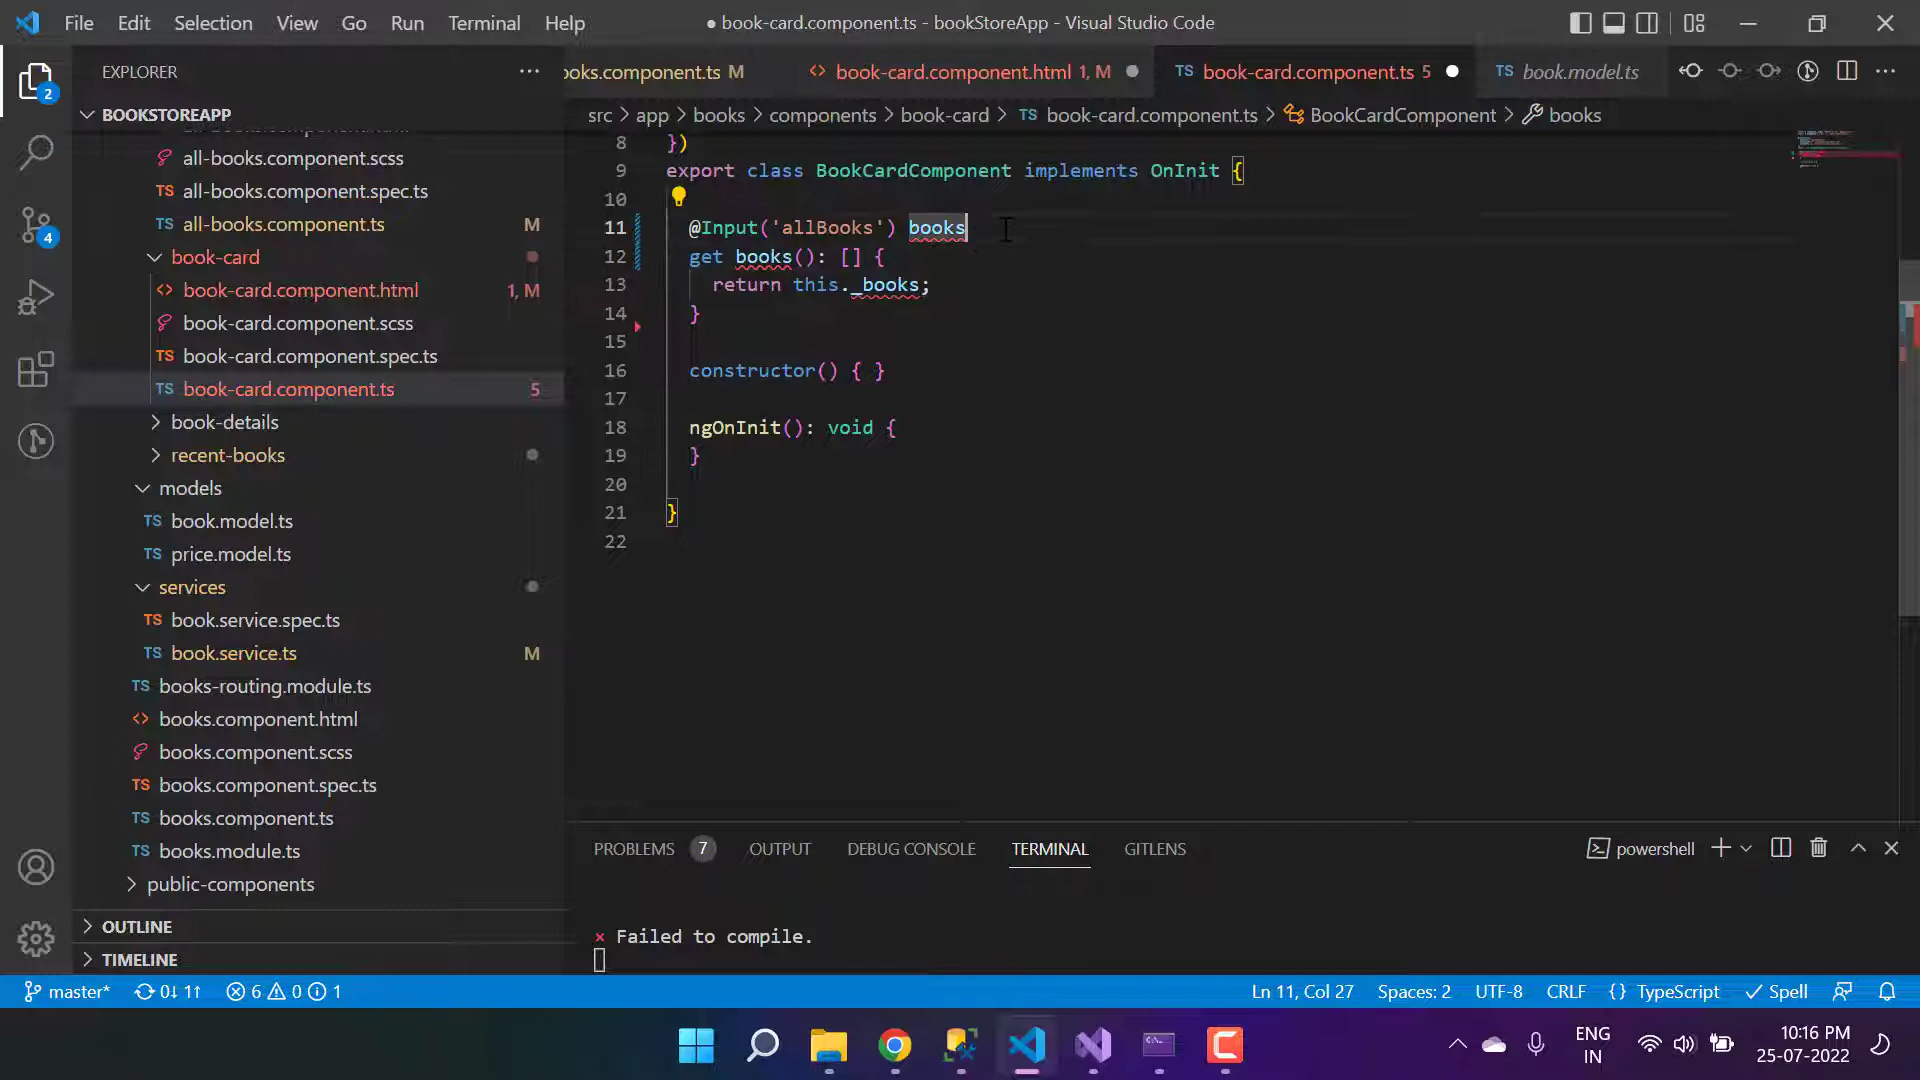 File Edit Selection View Go Run Terminal Help
● book-card.component.ts - bookStoreApp - Visual Studio Code
EXPLORER
BOOKSTOREAPP
all-books.component.scss
TS all-books.component.spec.ts
TS all-books.component.ts M
book-card
<> book-card.component.html 1, M
book-card.component.scss
TS book-card.component.spec.ts
TS book-card.component.ts 5
book-details
recent-books
models
TS book.model.ts
TS price.model.ts
services
TS book.service.spec.ts
TS book.service.ts M
TS books-routing.module.ts
<> books.component.html
books.component.scss
TS books.component.spec.ts
TS books.component.ts
TS books.module.ts
public-components
OUTLINE
TIMELINE
2
4
ooks.component.ts M
<> book-card.component.html 1, M
TS book-card.component.ts 5
TS book.model.ts
src > app > books > components > book-card > TS book-card.component.ts > BookCardComponent > books
8 })
9 export class BookCardComponent implements OnInit {
10
11 @Input('allBooks') books
12 get books(): [] {
13 return this._books;
14 }
15
16 constructor() { }
17
18 ngOnInit(): void {
19 }
20
21 }
22
PROBLEMS 7 OUTPUT DEBUG CONSOLE TERMINAL GITLENS
powershell
× Failed to compile.
master* 0↓ 1↑ 6 0 1
Ln 11, Col 27 Spaces: 2 UTF-8 CRLF {} TypeScript Spell
ENG
IN
10:16 PM
25-07-2022